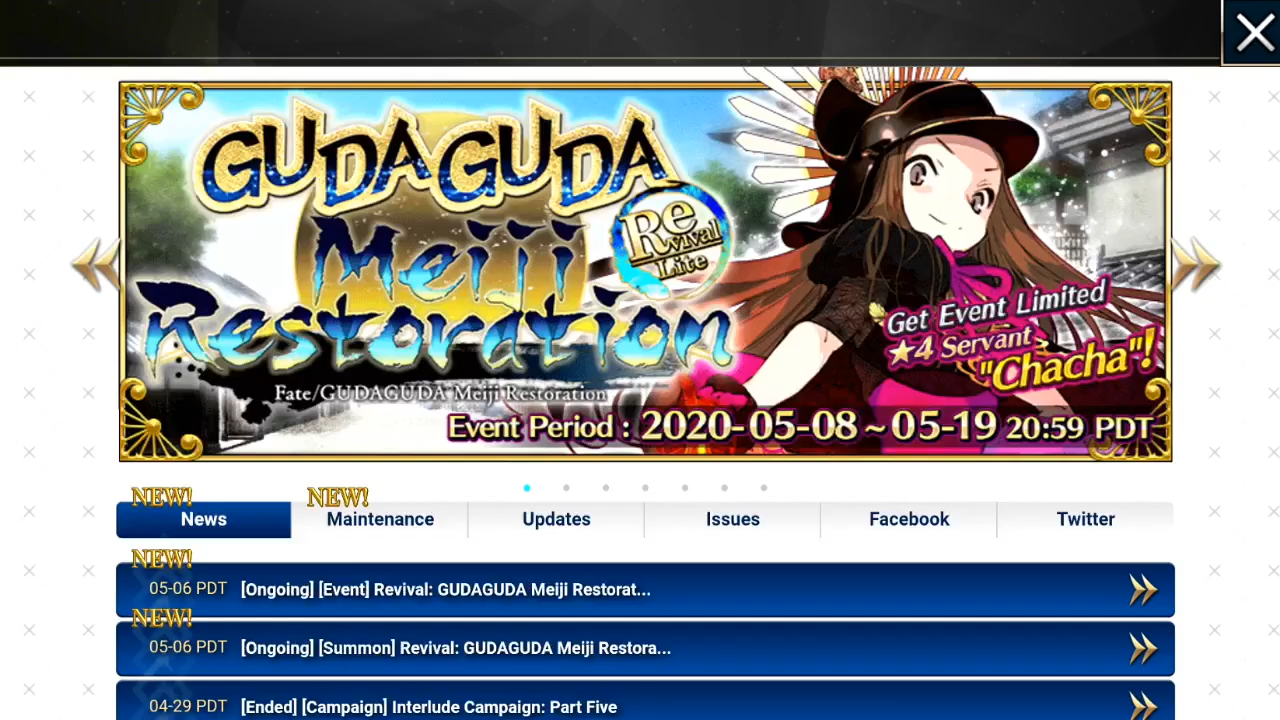 GUDAGUDA
Meiji
Restoration
Revival
Lite
Fate/GUDAGUDA Meiji Restoration
Get Event Limited
★4 Servant
"Chacha"!
Event Period : 2020-05-08 ~ 05-19 20:59 PDT
NEW! NEW!
News Maintenance Updates Issues Facebook Twitter
NEW!
05-06 PDT [Ongoing] [Event] Revival: GUDAGUDA Meiji Restorat...
NEW!
05-06 PDT [Ongoing] [Summon] Revival: GUDAGUDA Meiji Restora...
04-29 PDT [Ended] [Campaign] Interlude Campaign: Part Five